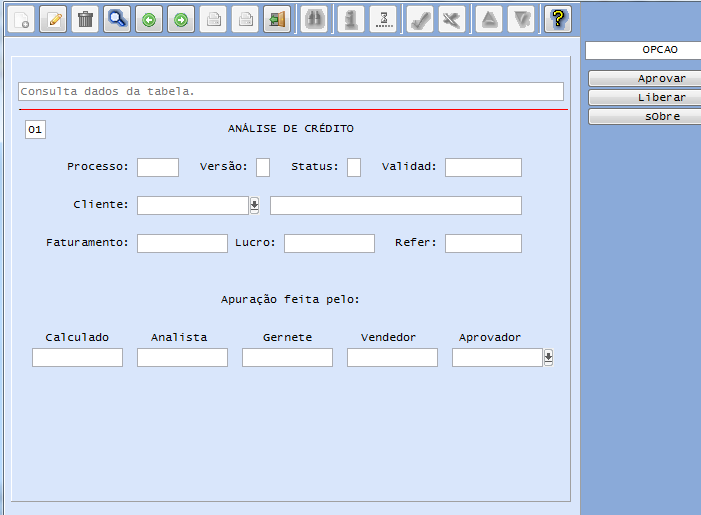 OPCAO
Aprovar
Liberar
sObre
Consulta dados da tabela.
01 ANÁLISE DE CRÉDITO
Processo: Versão: Status: Validad:
Cliente:
Faturamento: Lucro: Refer:
Apuração feita pelo:
Calculado Analista Gernete Vendedor Aprovador